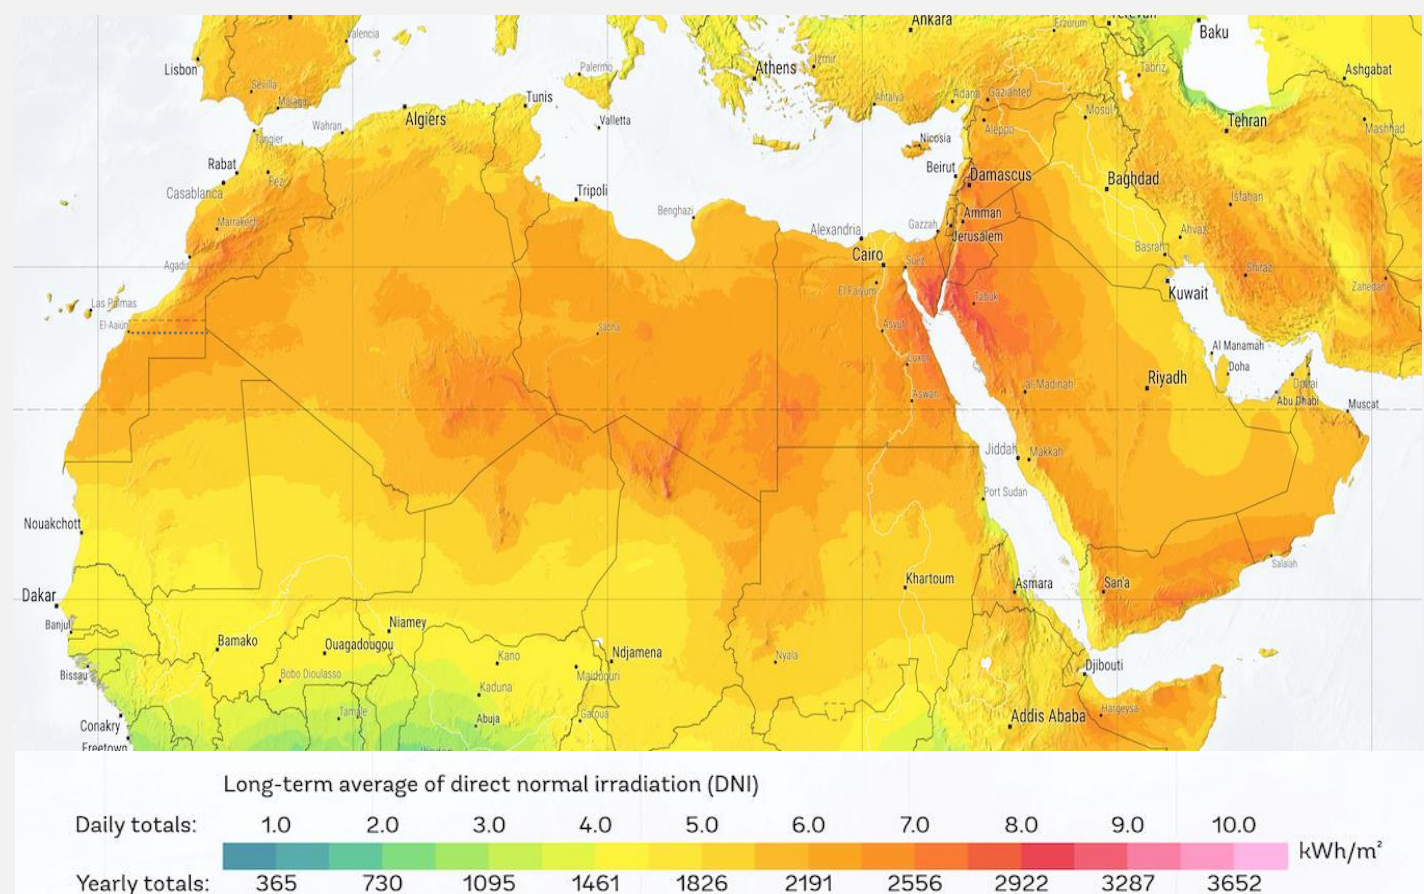 Ankara
Erzurum
Yerevan
Baku
Valencia
Lisbon
Palermo
Athens
Izmir
Tabriz
Ashgabat
Sevilla
Malaga
Tunis
Antalya
Adana
Gaziantep
Mosul
Tehran
Mashhad
Tangier
Wahran
Algiers
Valletta
Nicosia
Aleppo
Rabat
Fez
Beirut
Damascus
Baghdad
Casablanca
Tripoli
Isfahan
Marrakech
Benghazi
Alexandria
Gazzah
Amman
Jerusalem
Ahvaz
Basrah
Agadir
Cairo
Suez
Shiraz
Zahedan
Las Palmas
El Faiyum
Tabuk
Kuwait
El-Aaiún
Sabha
Asyut
Al Manamah
Doha
Luxor
Riyadh
Dubai
Aswan
al-Madinah
Abu Dhabi
Muscat
Jiddah
Makkah
Port Sudan
Nouakchott
Salalah
Khartoum
Asmara
San'a
Dakar
Banjul
Niamey
Bamako
Ouagadougou
Kano
Ndjamena
Nyala
Djibouti
Bissau
Bobo Dioulasso
Maiduguri
Kaduna
Conakry
Tamale
Abuja
Garoua
Addis Ababa
Hargeysa
Freetown
Ibadan
Long-term average of direct normal irradiation (DNI)
Daily totals: 1.0 2.0 3.0 4.0 5.0 6.0 7.0 8.0 9.0 10.0
kWh/m²
Yearly totals: 365 730 1095 1461 1826 2191 2556 2922 3287 3652